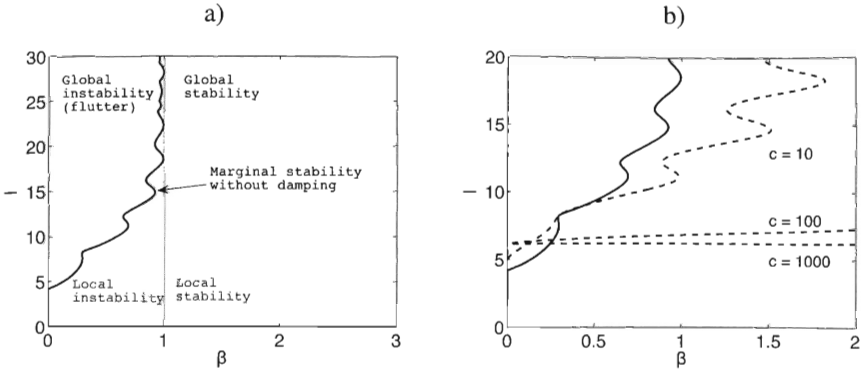 a)
b)
30
25
20
15
10
5
0
l
Global instability (flutter)
Global stability
Marginal stability without damping
Local instability
Local stability
0
1
2
3
β
20
15
10
5
0
l
c = 10
c = 100
c = 1000
0
0.5
1
1.5
2
β